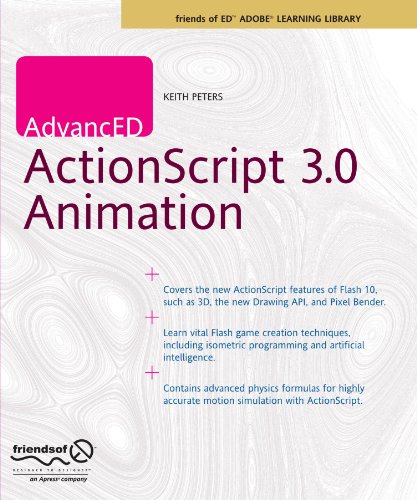 friends of ED™ ADOBE® LEARNING LIBRARY
KEITH PETERS
AdvancED
ActionScript 3.0
Animation
Covers the new ActionScript features of Flash 10,
such as 3D, the new Drawing API, and Pixel Bender.
Learn vital Flash game creation techniques,
including isometric programming and artificial
intelligence.
Contains advanced physics formulas for highly
accurate motion simulation with ActionScript.
friendsof
DESIGNER TO DESIGNER™
an Apress® company